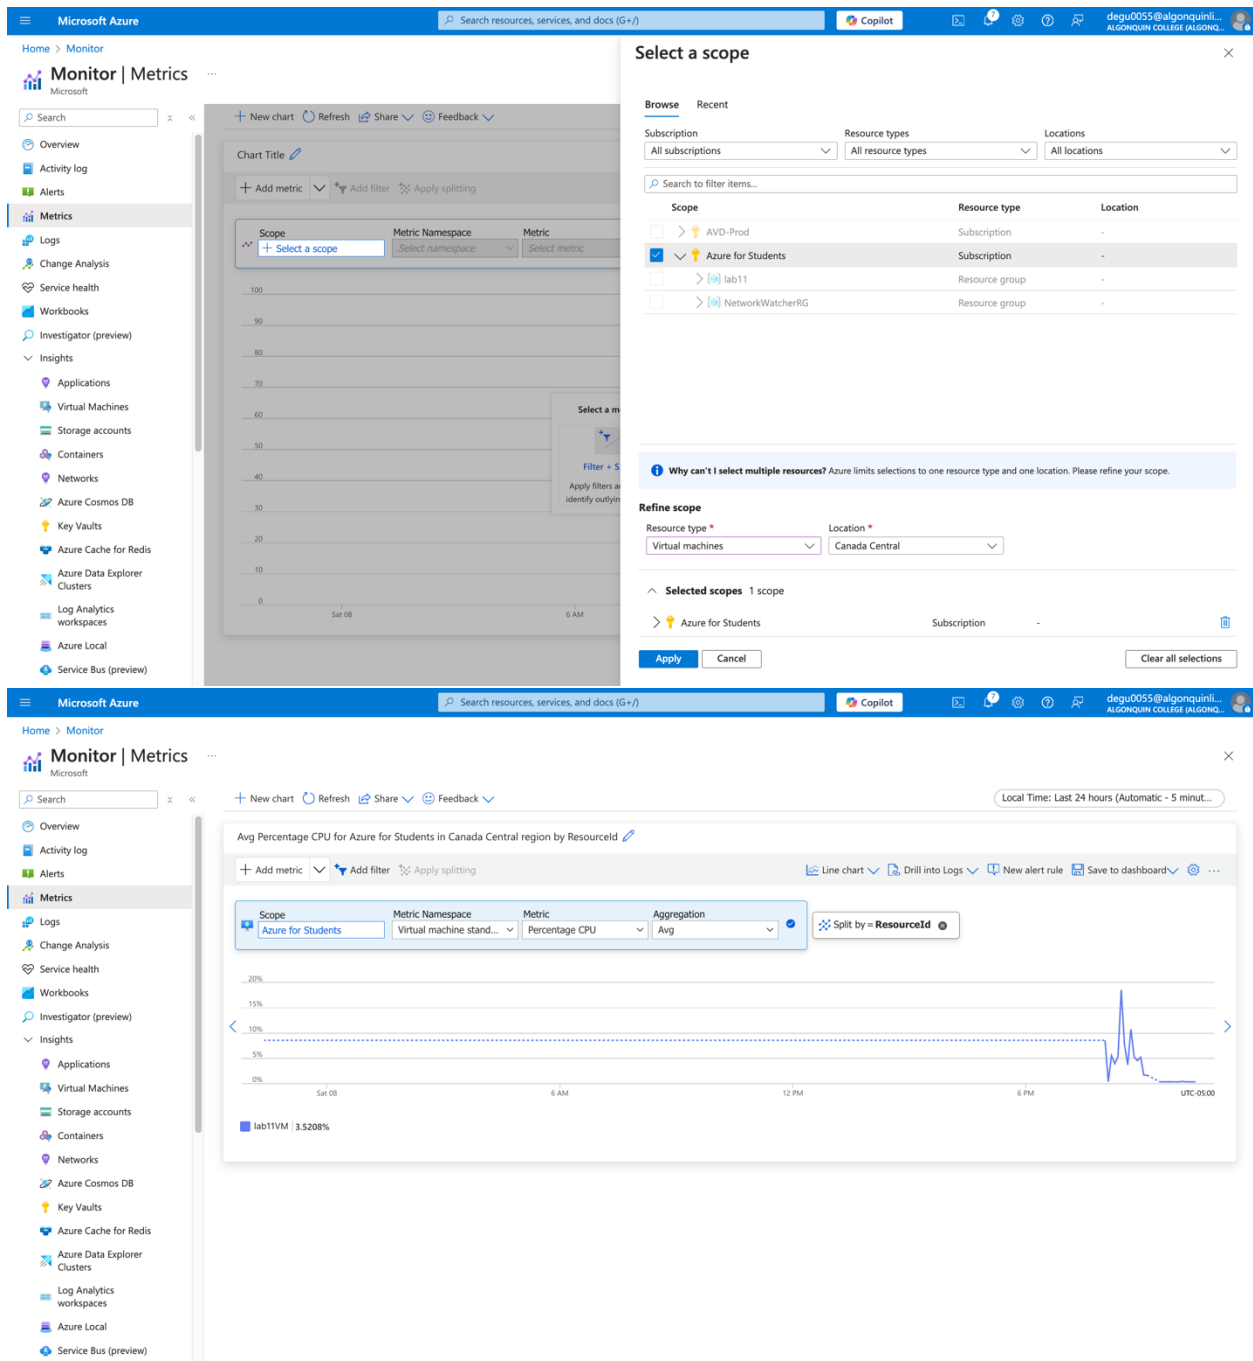 Microsoft Azure
Search resources, services, and docs (G+/)
Copilot
7
degu0055@algonquinli...
ALGONQUIN COLLEGE (ALGONQ...
Home > Monitor
Monitor | Metrics ...
Microsoft
Search
Overview
Activity log
Alerts
Metrics
Logs
Change Analysis
Service health
Workbooks
Investigator (preview)
Insights
Applications
Virtual Machines
Storage accounts
Containers
Networks
Azure Cosmos DB
Key Vaults
Azure Cache for Redis
Azure Data Explorer
Clusters
Log Analytics
workspaces
Azure Local
Service Bus (preview)
New chart Refresh Share Feedback
Chart Title
Add metric Add filter Apply splitting
Scope Metric Namespace Metric
Select a scope Select namespace Select metric
100
90
80
70
60
50
40
30
20
10
0
Sat 08 6 AM
Select a m
Filter + S
Apply filters a
identify outlyin
Select a scope
Browse Recent
Subscription Resource types Locations
All subscriptions All resource types All locations
Search to filter items...
Scope Resource type Location
AVD-Prod Subscription -
Azure for Students Subscription -
lab11 Resource group -
NetworkWatcherRG Resource group -
Why can't I select multiple resources? Azure limits selections to one resource type and one location. Please refine your scope.
Refine scope
Resource type * Location *
Virtual machines Canada Central
Selected scopes 1 scope
Azure for Students Subscription -
Apply Cancel Clear all selections
Microsoft Azure
Search resources, services, and docs (G+/)
Copilot
7
degu0055@algonquinli...
ALGONQUIN COLLEGE (ALGONQ...
Home > Monitor
Monitor | Metrics ...
Microsoft
Search
Overview
Activity log
Alerts
Metrics
Logs
Change Analysis
Service health
Workbooks
Investigator (preview)
Insights
Applications
Virtual Machines
Storage accounts
Containers
Networks
Azure Cosmos DB
Key Vaults
Azure Cache for Redis
Azure Data Explorer
Clusters
Log Analytics
workspaces
Azure Local
Service Bus (preview)
New chart Refresh Share Feedback
Local Time: Last 24 hours (Automatic - 5 minut...
Avg Percentage CPU for Azure for Students in Canada Central region by ResourceId
Add metric Add filter Apply splitting Line chart Drill into Logs New alert rule Save to dashboard ...
Scope Metric Namespace Metric Aggregation
Azure for Students Virtual machine stand... Percentage CPU Avg
Split by = ResourceId
20%
15%
10%
5%
0%
Sat 08 6 AM 12 PM 6 PM UTC-05:00
lab11VM 3.5208%